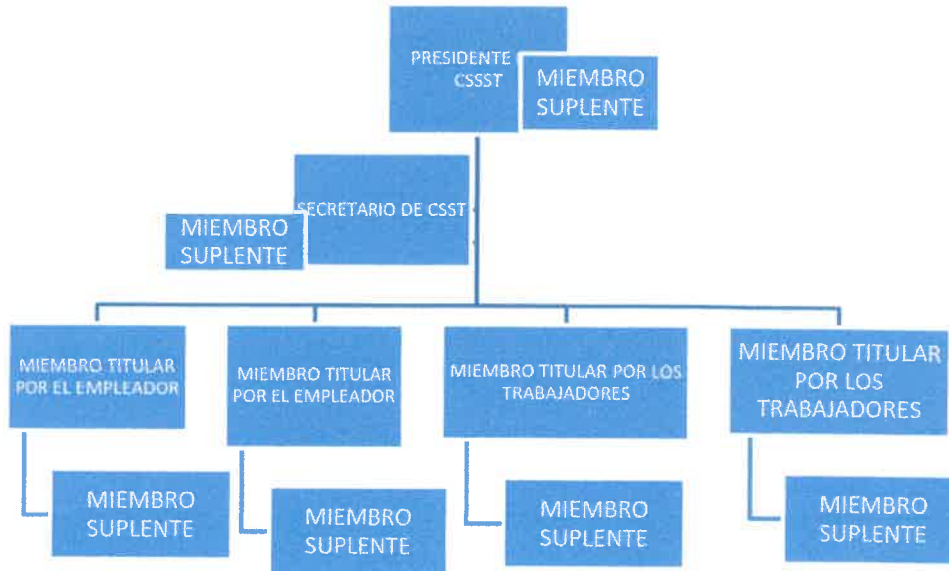 PRESIDENTE
CSSST
MIEMBRO
SUPLENTE
SECRETARIO DE CSST
MIEMBRO
SUPLENTE
MIEMBRO TITULAR
POR EL EMPLEADOR
MIEMBRO TITULAR
POR EL EMPLEADOR
MIEMBRO TITULAR POR LOS
TRABAJADORES
MIEMBRO TITULAR
POR LOS
TRABAJADORES
MIEMBRO
SUPLENTE
MIEMBRO
SUPLENTE
MIEMBRO
SUPLENTE
MIEMBRO
SUPLENTE